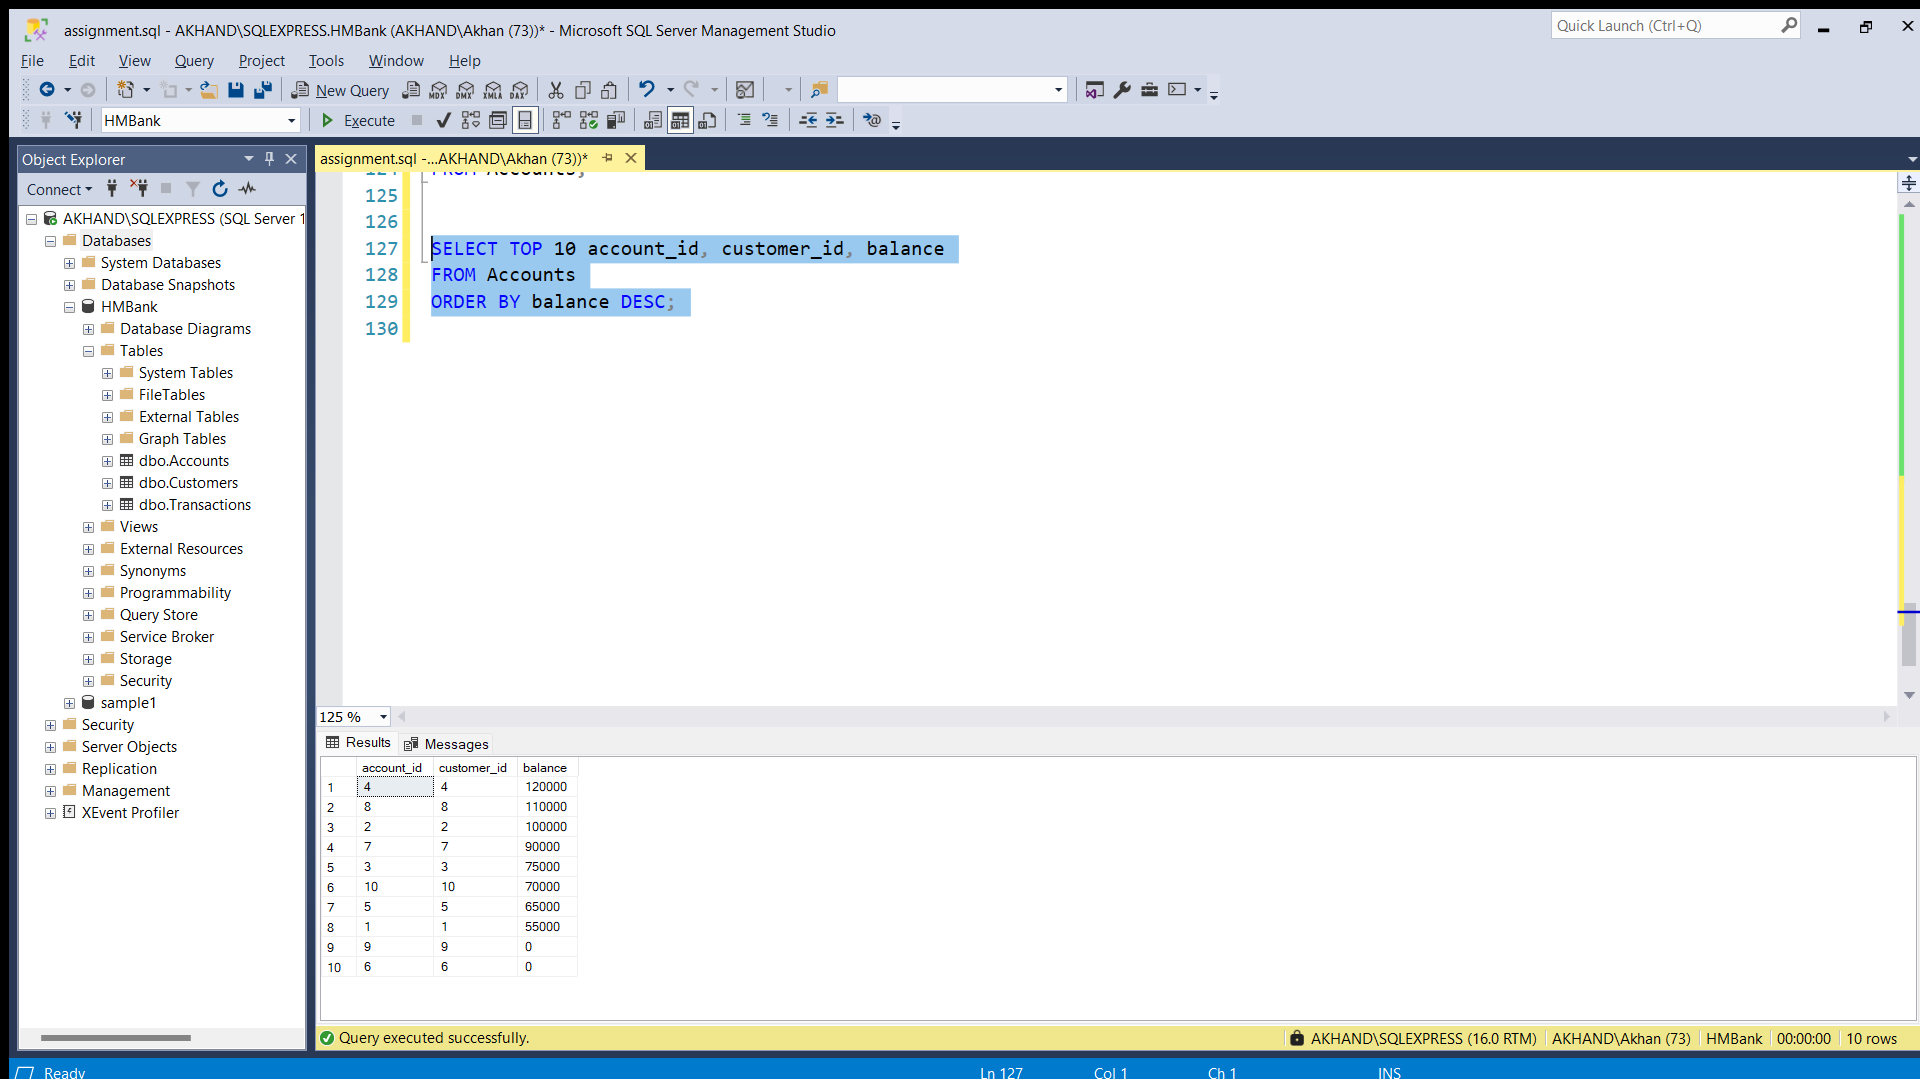 assignment.sql - AKHAND\SQLEXPRESS.HMBank (AKHAND\Akhan (73))* - Microsoft SQL Server Management Studio
Quick Launch (Ctrl+Q)
File Edit View Query Project Tools Window Help
New Query
MDX DMX XMLA DAX
HMBank
Execute
Object Explorer
assignment.sql -...AKHAND\Akhan (73))*
Connect
AKHAND\SQLEXPRESS (SQL Server 1
Databases
System Databases
Database Snapshots
HMBank
Database Diagrams
Tables
System Tables
FileTables
External Tables
Graph Tables
dbo.Accounts
dbo.Customers
dbo.Transactions
Views
External Resources
Synonyms
Programmability
Query Store
Service Broker
Storage
Security
sample1
Security
Server Objects
Replication
Management
XEvent Profiler
124 FROM Accounts;
125
126
127 SELECT TOP 10 account_id, customer_id, balance
128 FROM Accounts
129 ORDER BY balance DESC;
130
125 %
Results Messages
account_id customer_id balance
1 4 4 120000
2 8 8 110000
3 2 2 100000
4 7 7 90000
5 3 3 75000
6 10 10 70000
7 5 5 65000
8 1 1 55000
9 9 9 0
10 6 6 0
Query executed successfully.
AKHAND\SQLEXPRESS (16.0 RTM) AKHAND\Akhan (73) HMBank 00:00:00 10 rows
Ready Ln 127 Col 1 Ch 1 INS